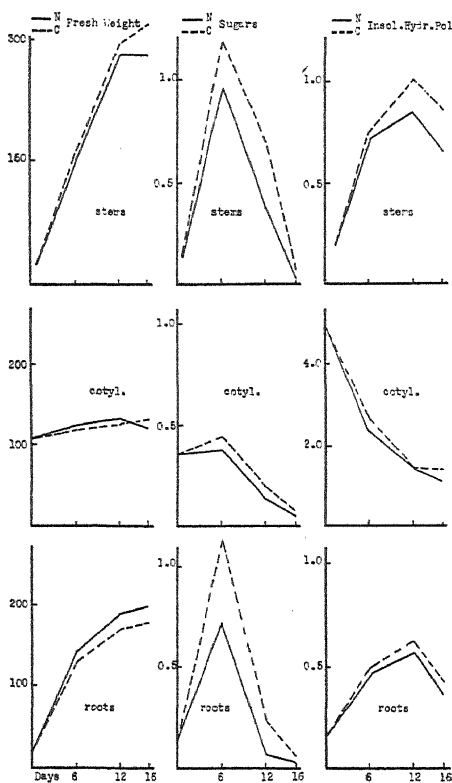 N
C
Fresh Weight
N
C
Sugars
N
C
Insol.Hydr.Pol
300
150
stems
1.0
0.5
stems
1.0
0.5
stems
200
100
cotyl.
1.0
0.5
cotyl.
4.0
2.0
cotyl.
200
100
roots
1.0
0.5
roots
1.0
0.5
roots
Days 6 12 16
6 12 16
6 12 16